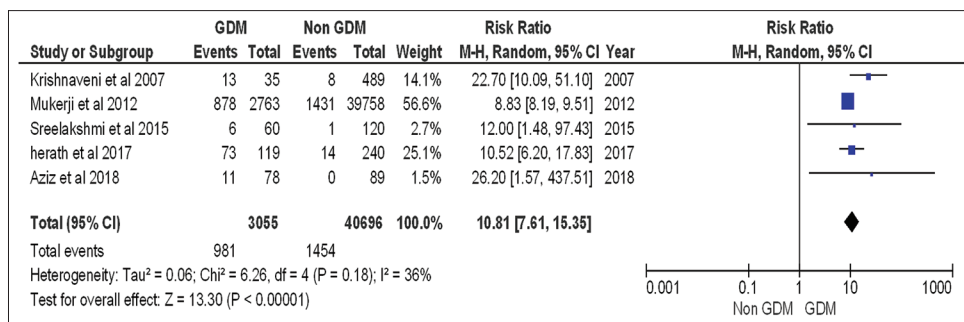 GDM Non GDM Risk Ratio Risk Ratio
Study or Subgroup Events Total Events Total Weight M-H, Random, 95% CI Year M-H, Random, 95% CI
Krishnaveni et al 2007 13 35 8 489 14.1% 22.70 [10.09, 51.10] 2007
Mukerji et al 2012 878 2763 1431 39758 56.6% 8.83 [8.19, 9.51] 2012
Sreelakshmi et al 2015 6 60 1 120 2.7% 12.00 [1.48, 97.43] 2015
herath et al 2017 73 119 14 240 25.1% 10.52 [6.20, 17.83] 2017
Aziz et al 2018 11 78 0 89 1.5% 26.20 [1.57, 437.51] 2018
Total (95% CI) 3055 40696 100.0% 10.81 [7.61, 15.35]
Total events 981 1454
Heterogeneity: Tau² = 0.06; Chi² = 6.26, df = 4 (P = 0.18); I² = 36%
Test for overall effect: Z = 13.30 (P < 0.00001)
0.001 0.1 1 10 1000
Non GDM GDM